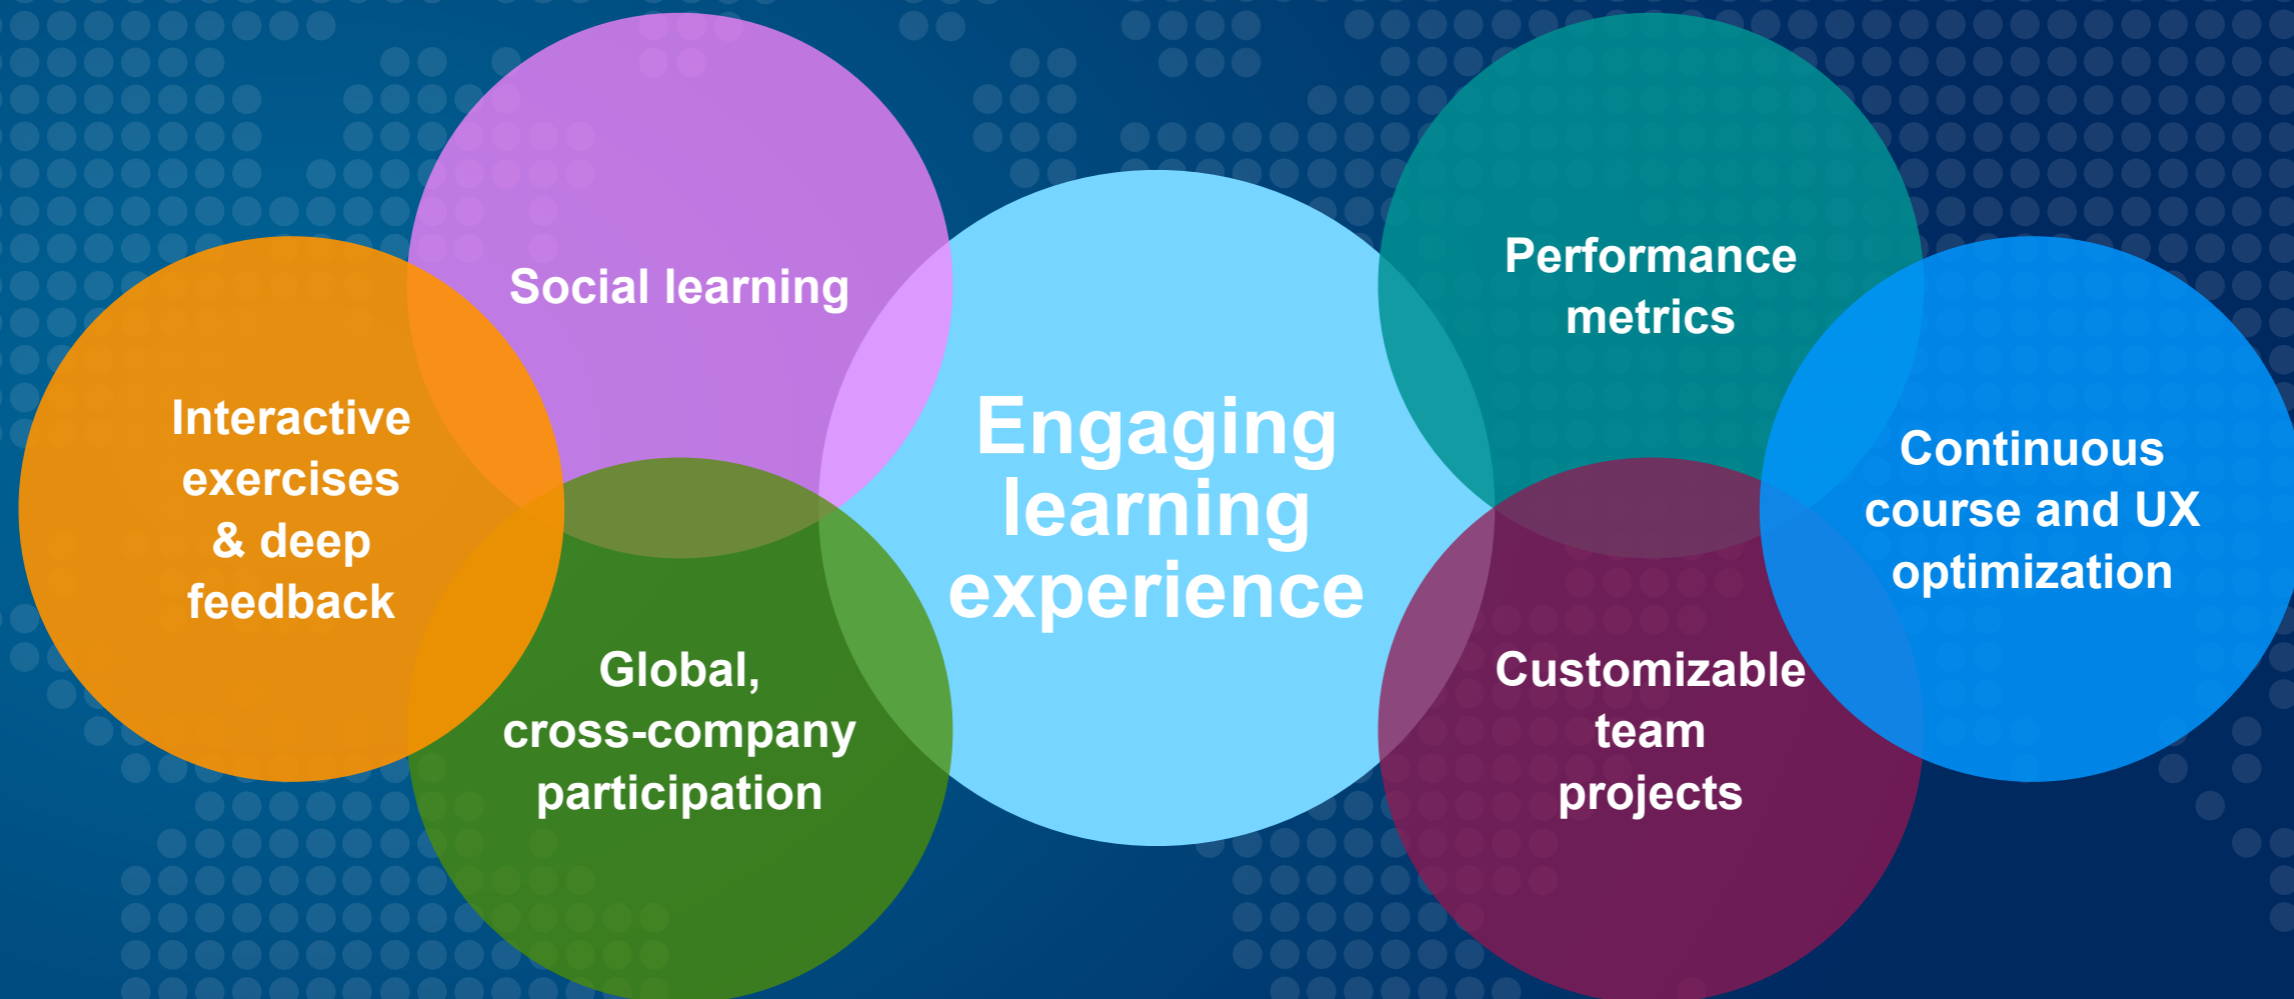 Social learning
Interactive
exercises
& deep
feedback
Global,
cross-company
participation
Engaging
learning
experience
Performance
metrics
Customizable
team
projects
Continuous
course and UX
optimization